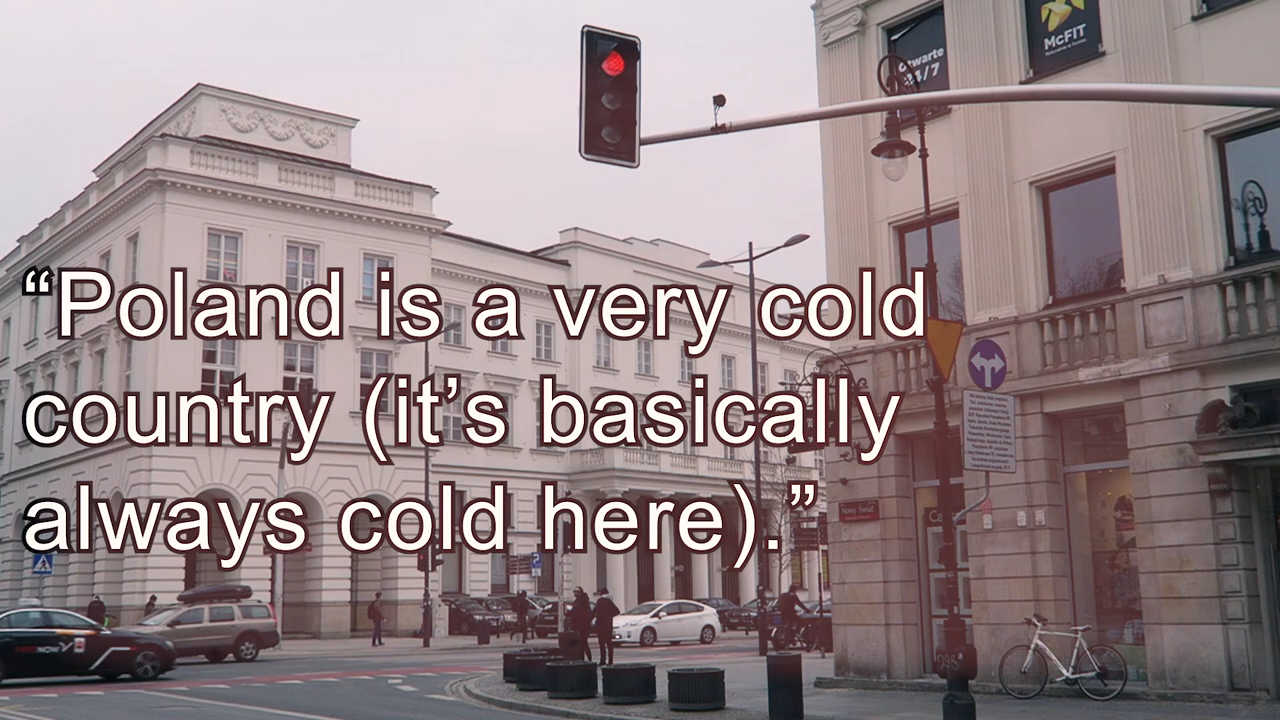 otwarte
24/7
McFIT
“Poland is a very cold
country (it’s basically
always cold here).”
Nowy Świat